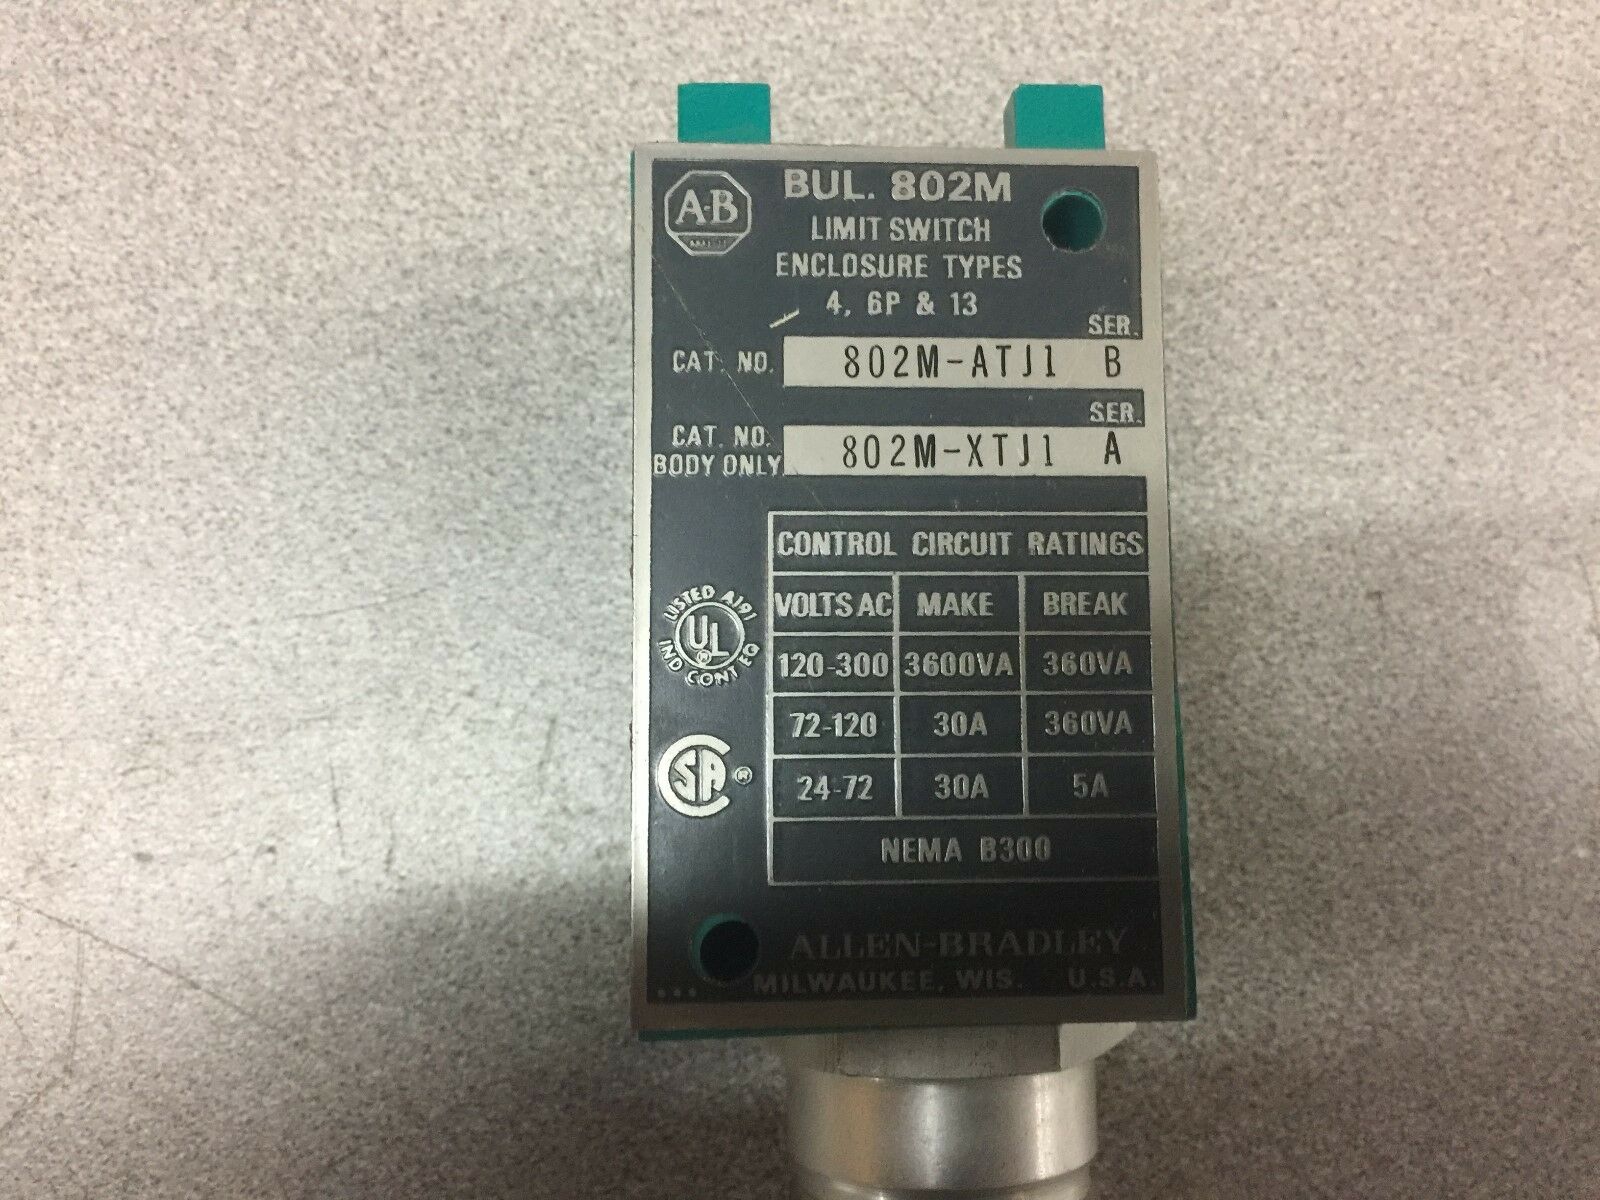 A-B
BUL. 802M
LIMIT SWITCH
ENCLOSURE TYPES
4, 6P & 13
SER.
CAT. NO. 802M-ATJ1 B
SER.
CAT. NO. BODY ONLY 802M-XTJ1 A
CONTROL CIRCUIT RATINGS
VOLTS AC MAKE BREAK
120-300 3600VA 360VA
72-120 30A 360VA
24-72 30A 5A
NEMA B300
LISTED A191
UL ®
IND CONT EQ
CSA ®
ALLEN-BRADLEY
MILWAUKEE, WIS. U.S.A.